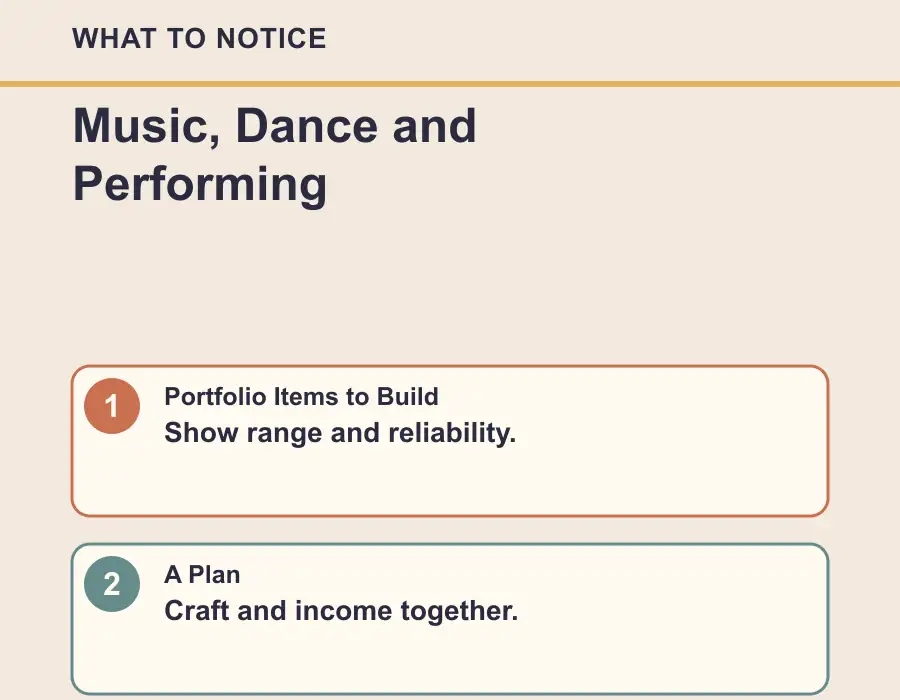 WHAT TO NOTICE
Music, Dance and
Performing
1
Portfolio Items to Build
Show range and reliability.
2
A Plan
Craft and income together.